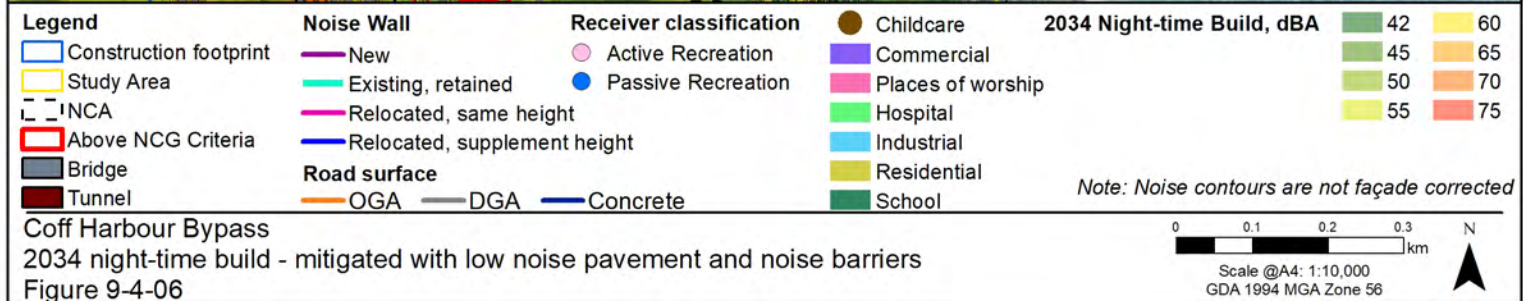 Legend
Construction footprint
Study Area
NCA
Above NCG Criteria
Bridge
Tunnel
Noise Wall
New
Existing, retained
Relocated, same height
Relocated, supplement height
Road surface
OGA DGA Concrete
Receiver classification
Active Recreation
Passive Recreation
Childcare
Commercial
Places of worship
Hospital
Industrial
Residential
School
2034 Night-time Build, dBA
42 60
45 65
50 70
55 75
Note: Noise contours are not façade corrected
Coff Harbour Bypass
2034 night-time build - mitigated with low noise pavement and noise barriers
Figure 9-4-06
0 0.1 0.2 0.3
km
Scale @A4: 1:10,000
GDA 1994 MGA Zone 56
N